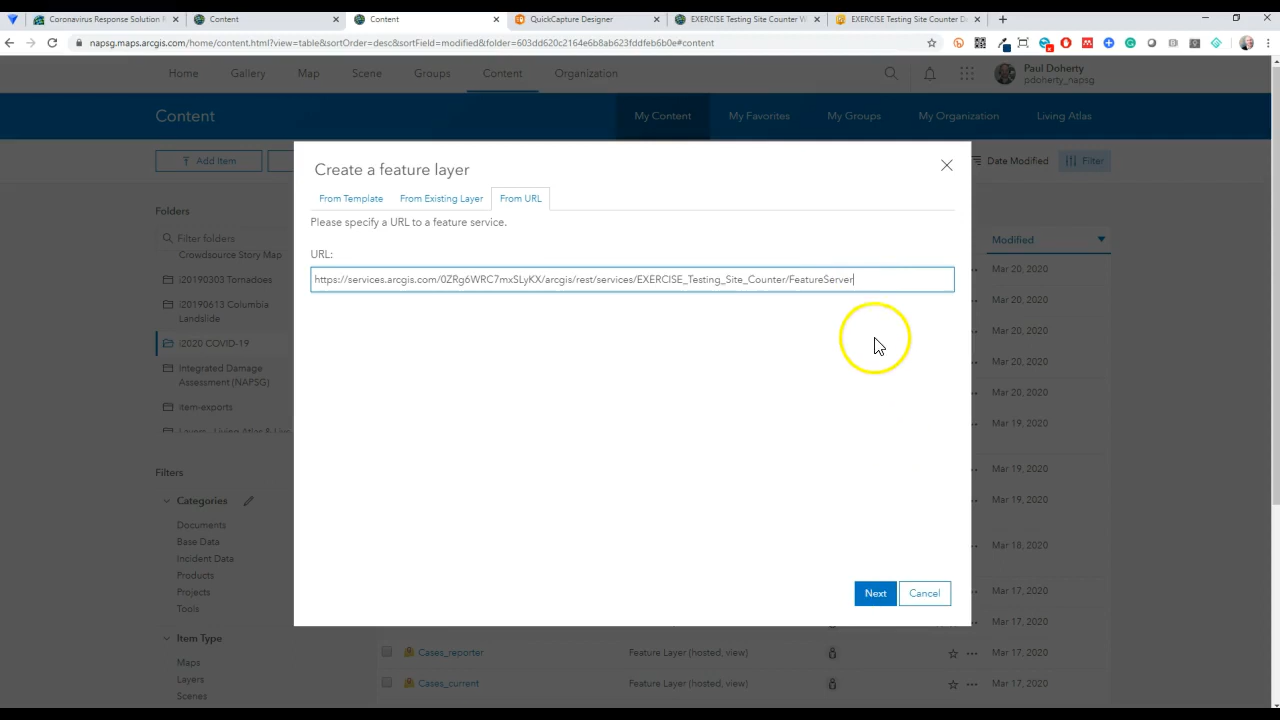 Coronavirus Response Solution R
Content
Content
QuickCapture Designer
EXERCISE Testing Site Counter W
EXERCISE Testing Site Counter De
napsg.maps.arcgis.com/home/content.html?view=table&sortOrder=desc&sortField=modified&folder=603dd620c2164e6b8ab623fddfeb6b0e#content
Home
Gallery
Map
Scene
Groups
Content
Organization
Paul Doherty
pdoherty_napsg
Content
My Content
My Favorites
My Groups
My Organization
Living Atlas
Add Item
Date Modified
Filter
Create a feature layer
From Template
From Existing Layer
From URL
Please specify a URL to a feature service.
URL:
https://services.arcgis.com/0ZRg6WRC7mxSLyKX/arcgis/rest/services/EXERCISE_Testing_Site_Counter/FeatureServer
Next
Cancel
Folders
Filter folders
Crowdsource Story Map
i20190303 Tornadoes
i20190613 Columbia
Landslide
i2020 COVID-19
Integrated Damage
Assessment (NAPSG)
Item-exports
Layers - Living Atlas & Live
Filters
Categories
Documents
Base Data
Incident Data
Products
Projects
Tools
Item Type
Maps
Layers
Scenes
Modified
Mar 20, 2020
Mar 20, 2020
Mar 20, 2020
Mar 20, 2020
Mar 20, 2020
Mar 19, 2020
Mar 19, 2020
Mar 19, 2020
Mar 18, 2020
Mar 17, 2020
Mar 17, 2020
Cases_reporter
Feature Layer (hosted, view)
Mar 17, 2020
Cases_current
Feature Layer (hosted, view)
Mar 17, 2020